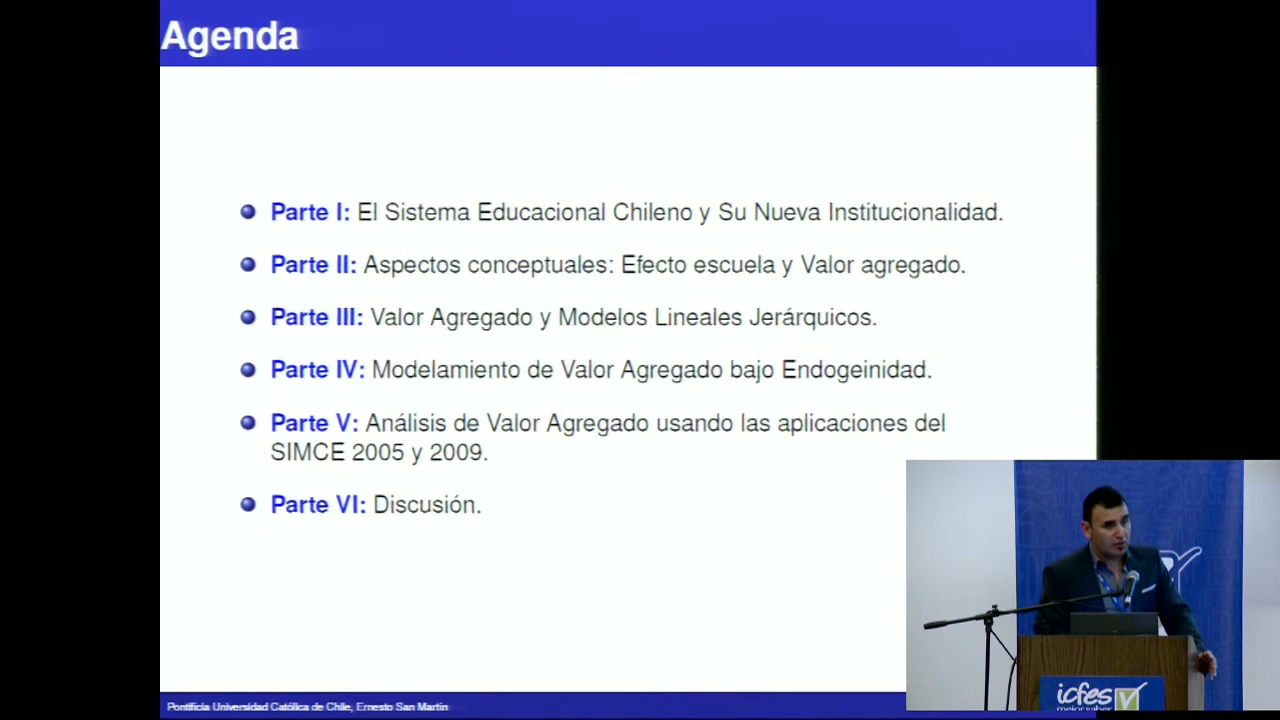 Agenda
Parte I: El Sistema Educacional Chileno y Su Nueva Institucionalidad.
Parte II: Aspectos conceptuales: Efecto escuela y Valor agregado.
Parte III: Valor Agregado y Modelos Lineales Jerárquicos.
Parte IV: Modelamiento de Valor Agregado bajo Endogeinidad.
Parte V: Análisis de Valor Agregado usando las aplicaciones del
SIMCE 2005 y 2009.
Parte VI: Discusión.
Pontificia Universidad Católica de Chile, Ernesto San Martín
icfes
mejor saber